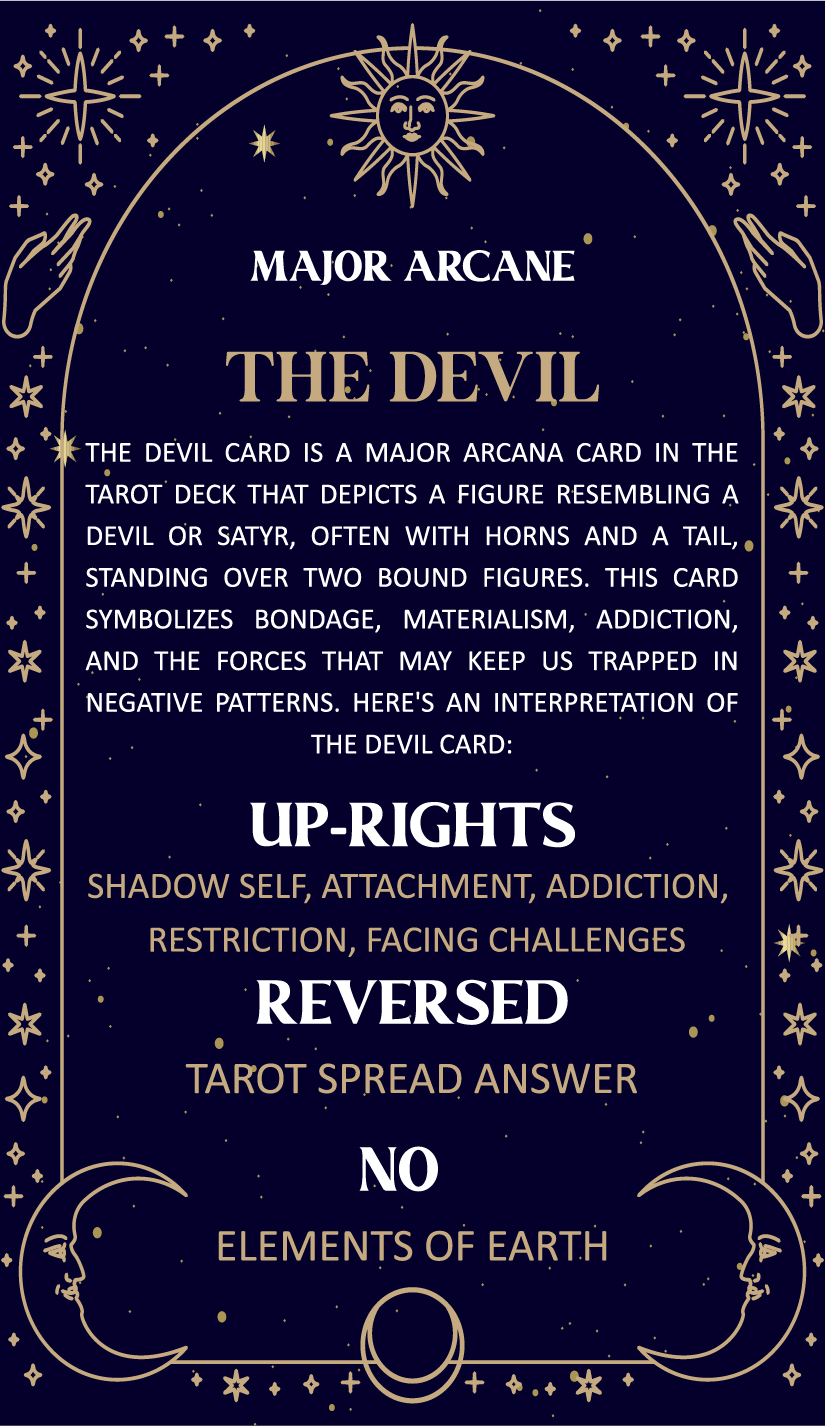 MAJOR ARCANE
THE DEVIL
THE DEVIL CARD IS A MAJOR ARCANA CARD IN THE
TAROT DECK THAT DEPICTS A FIGURE RESEMBLING A
DEVIL OR SATYR, OFTEN WITH HORNS AND A TAIL,
STANDING OVER TWO BOUND FIGURES. THIS CARD
SYMBOLIZES BONDAGE, MATERIALISM, ADDICTION,
AND THE FORCES THAT MAY KEEP US TRAPPED IN
NEGATIVE PATTERNS. HERE'S AN INTERPRETATION OF
THE DEVIL CARD:
UP-RIGHTS
SHADOW SELF, ATTACHMENT, ADDICTION,
RESTRICTION, FACING CHALLENGES
REVERSED
TAROT SPREAD ANSWER
NO
ELEMENTS OF EARTH